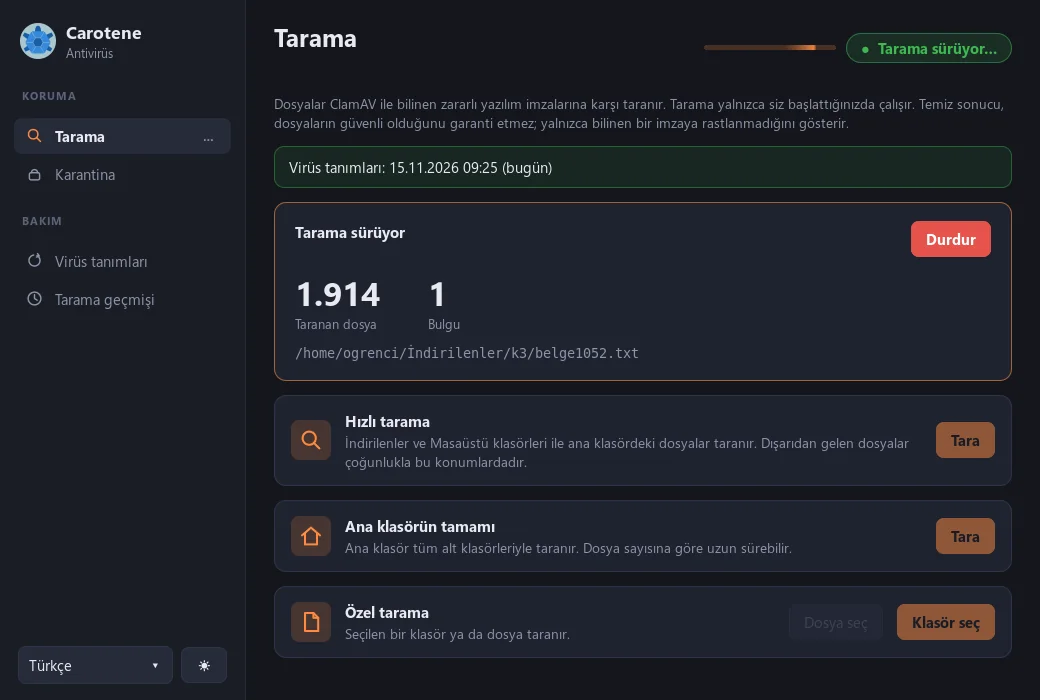 Carotene
Antivirüs
KORUMA
Tarama
...
Karantina
BAKIM
Virüs tanımları
Tarama geçmişi
Türkçe
Tarama
Tarama sürüyor...
Dosyalar ClamAV ile bilinen zararlı yazılım imzalarına karşı taranır. Tarama yalnızca siz başlattığınızda çalışır. Temiz sonucu,
dosyaların güvenli olduğunu garanti etmez; yalnızca bilinen bir imzaya rastlanmadığını gösterir.
Virüs tanımları: 15.11.2026 09:25 (bugün)
Tarama sürüyor
Durdur
1.914 1
Taranan dosya Bulgu
/home/ogrenci/İndirilenler/k3/belge1052.txt
Hızlı tarama
İndirilenler ve Masaüstü klasörleri ile ana klasördeki dosyalar taranır. Dışarıdan gelen dosyalar
çoğunlukla bu konumlardadır.
Tara
Ana klasörün tamamı
Ana klasör tüm alt klasörleriyle taranır. Dosya sayısına göre uzun sürebilir.
Tara
Özel tarama
Seçilen bir klasör ya da dosya taranır.
Dosya seç
Klasör seç